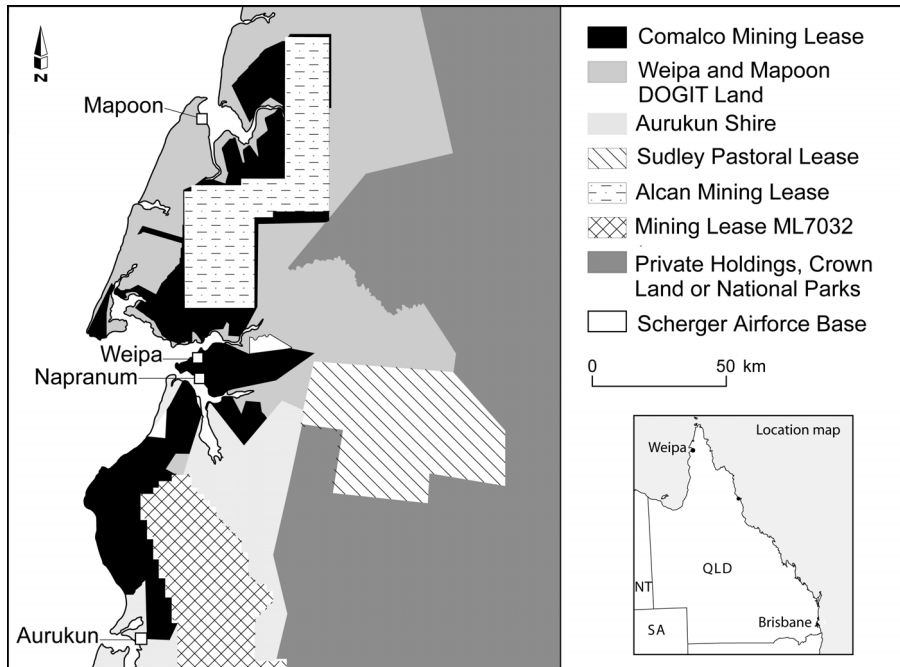 N
Mapoon
Weipa
Napranum
Aurukun
Comalco Mining Lease
Weipa and Mapoon
DOGIT Land
Aurukun Shire
Sudley Pastoral Lease
Alcan Mining Lease
Mining Lease ML7032
Private Holdings, Crown
Land or National Parks
Scherger Airforce Base
0 50 km
Location map
Weipa
QLD
NT
SA
Brisbane